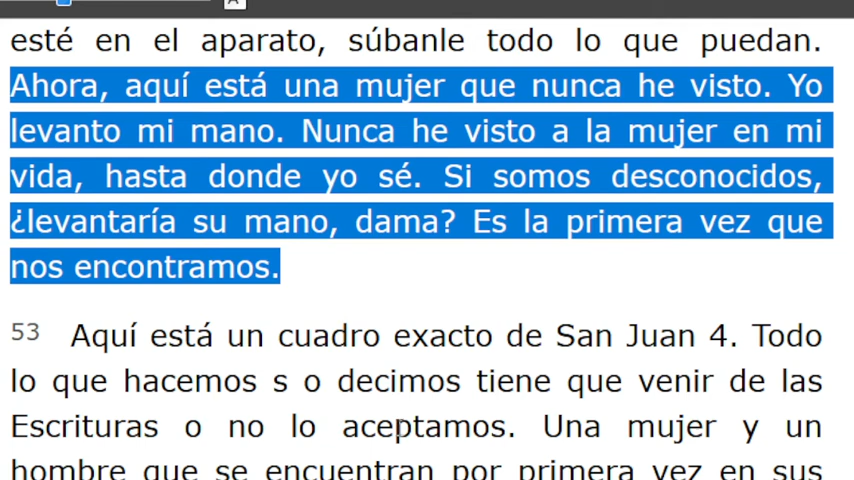 esté en el aparato, súbanle todo lo que puedan.
Ahora, aquí está una mujer que nunca he visto. Yo
levanto mi mano. Nunca he visto a la mujer en mi
vida, hasta donde yo sé. Si somos desconocidos,
¿levantaría su mano, dama? Es la primera vez que
nos encontramos.
53 Aquí está un cuadro exacto de San Juan 4. Todo
lo que hacemos s o decimos tiene que venir de las
Escrituras o no lo aceptamos. Una mujer y un
hombre que se encuentran por primera vez en sus